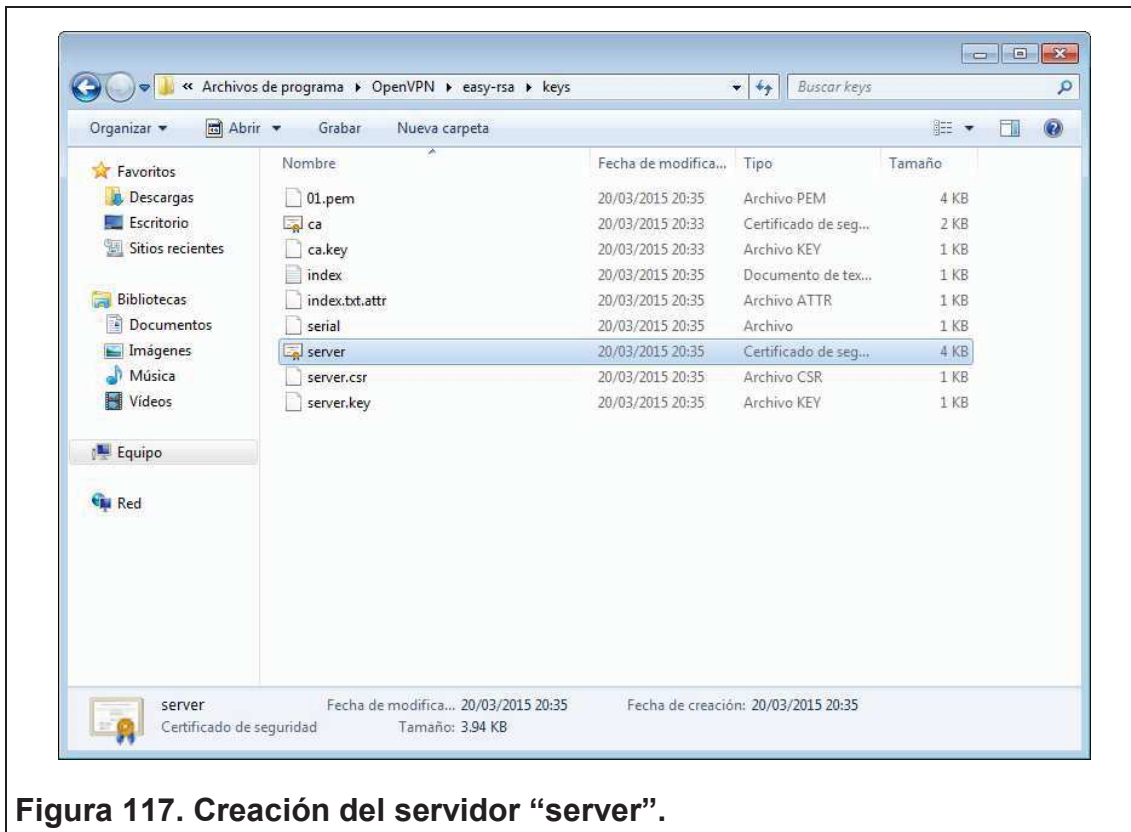 « Archivos de programa ▸ OpenVPN ▸ easy-rsa ▸ keys
Buscar keys
Organizar Abrir Grabar Nueva carpeta
Favoritos
Descargas
Escritorio
Sitios recientes
Bibliotecas
Documentos
Imágenes
Música
Vídeos
Equipo
Red
Nombre Fecha de modifica... Tipo Tamaño
01.pem 20/03/2015 20:35 Archivo PEM 4 KB
ca 20/03/2015 20:33 Certificado de seg... 2 KB
ca.key 20/03/2015 20:33 Archivo KEY 1 KB
index 20/03/2015 20:35 Documento de tex... 1 KB
index.txt.attr 20/03/2015 20:35 Archivo ATTR 1 KB
serial 20/03/2015 20:35 Archivo 1 KB
server 20/03/2015 20:35 Certificado de seg... 4 KB
server.csr 20/03/2015 20:35 Archivo CSR 1 KB
server.key 20/03/2015 20:35 Archivo KEY 1 KB
server Fecha de modifica... 20/03/2015 20:35 Fecha de creación: 20/03/2015 20:35
Certificado de seguridad Tamaño: 3.94 KB
Figura 117. Creación del servidor “server”.